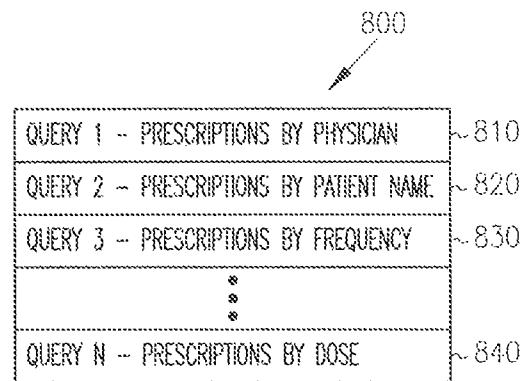 800
QUERY 1 - PRESCRIPTIONS BY PHYSICIAN 810
QUERY 2 - PRESCRIPTIONS BY PATIENT NAME 820
QUERY 3 - PRESCRIPTIONS BY FREQUENCY 830
QUERY N - PRESCRIPTIONS BY DOSE 840